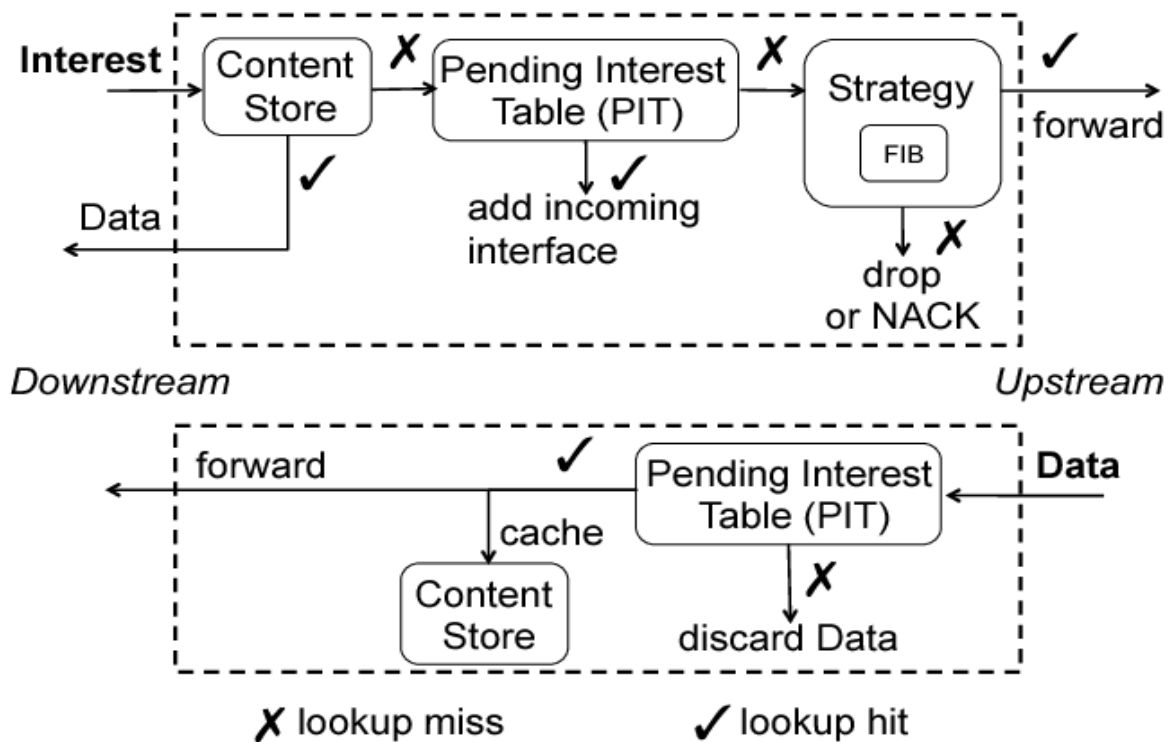 Interest
Content
Store
Pending Interest
Table (PIT)
Strategy
FIB
forward
Data
add incoming
interface
drop
or NACK
Downstream
Upstream
forward
cache
Content
Store
Pending Interest
Table (PIT)
Data
discard Data
✗ lookup miss
✓ lookup hit